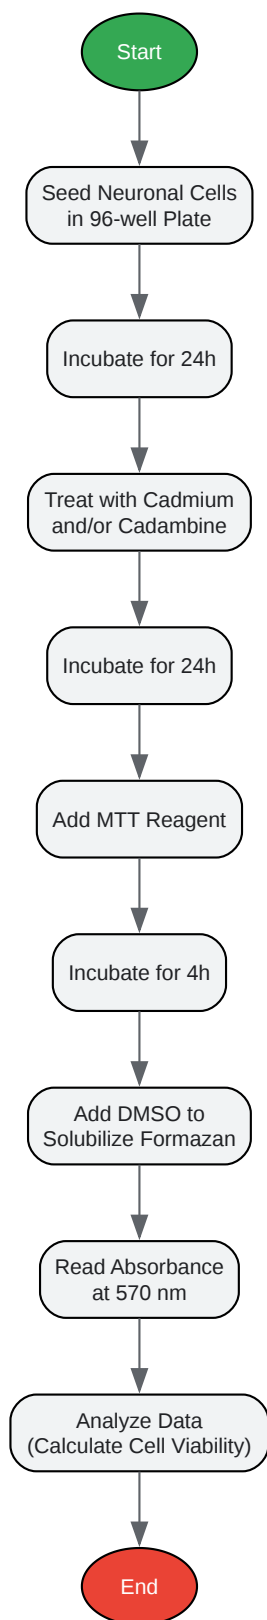 Start
Seed Neuronal Cells
in 96-well Plate
Incubate for 24h
Treat with Cadmium
and/or Cadambine
Incubate for 24h
Add MTT Reagent
Incubate for 4h
Add DMSO to
Solubilize Formazan
Read Absorbance
at 570 nm
Analyze Data
(Calculate Cell Viability)
End